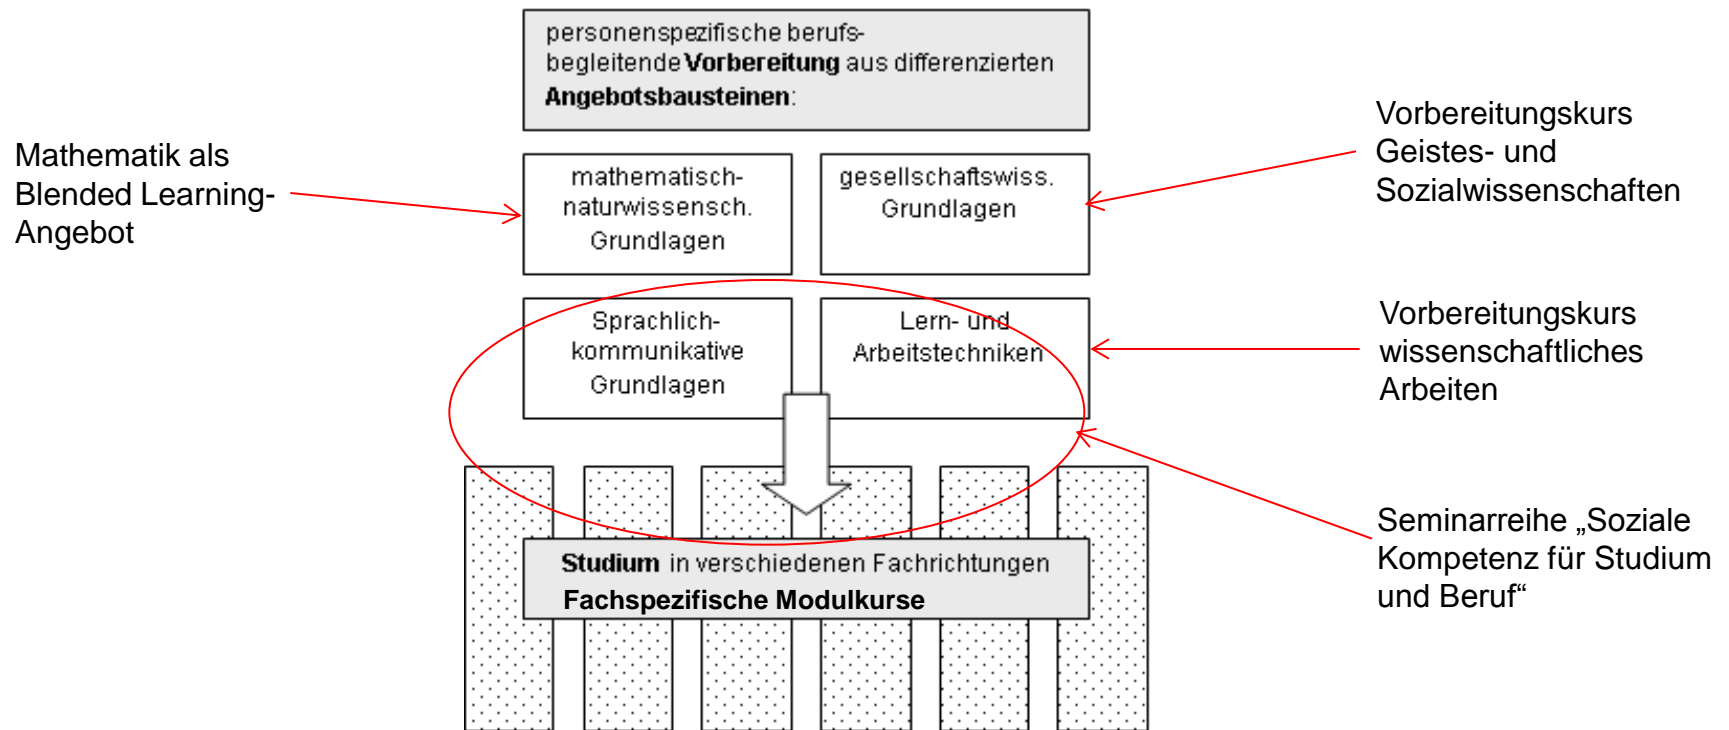 personenspezifische berufs-
begleitende Vorbereitung aus differenzierten
Angebotsbausteinen:
Mathematik als
Blended Learning-
Angebot
mathematisch-
naturwissensch.
Grundlagen
gesellschaftswiss.
Grundlagen
Vorbereitungskurs
Geistes- und
Sozialwissenschaften
Sprachlich-
kommunikative
Grundlagen
Lern- und
Arbeitstechniken
Vorbereitungskurs
wissenschaftliches
Arbeiten
Seminarreihe „Soziale
Kompetenz für Studium
und Beruf“
Studium in verschiedenen Fachrichtungen
Fachspezifische Modulkurse